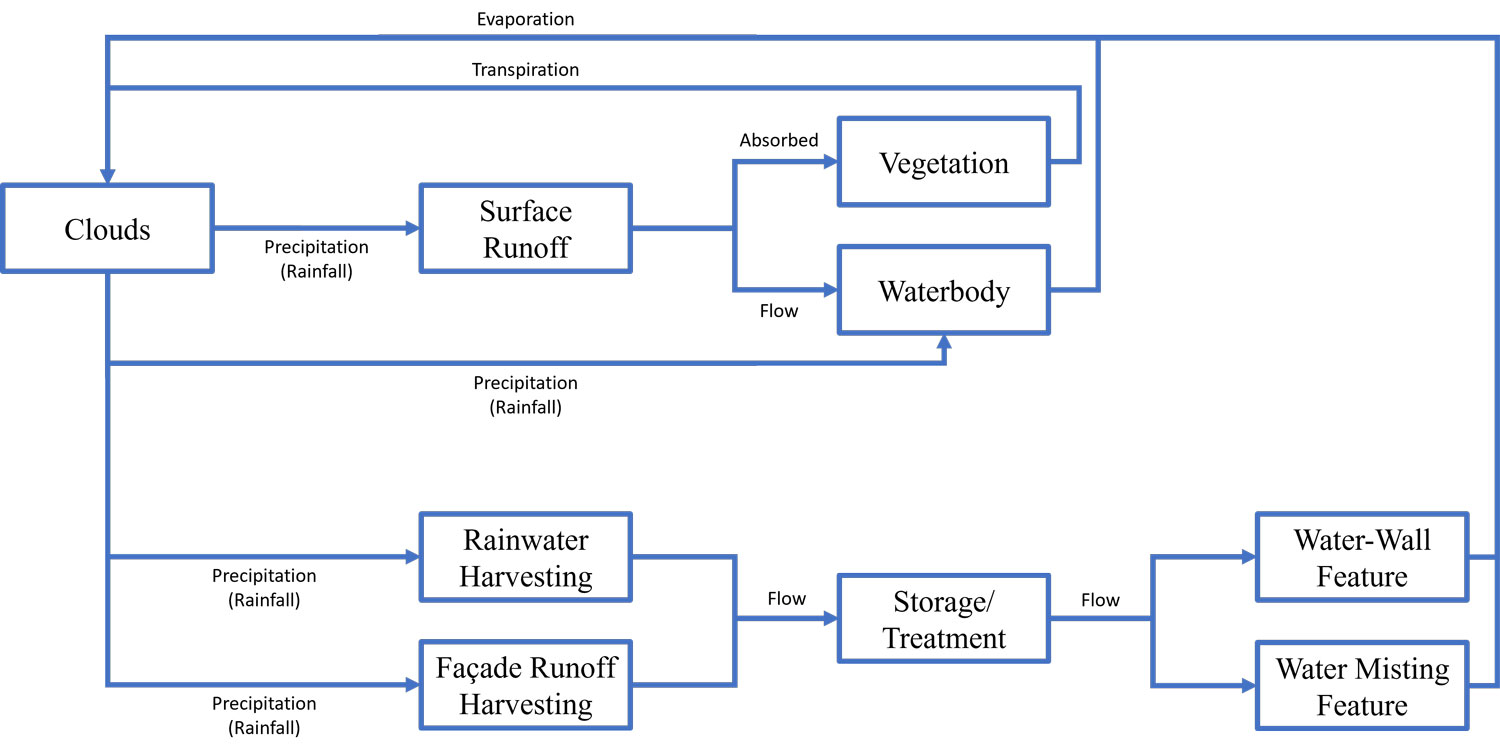 Evaporation
Transpiration
Absorbed
Vegetation
Clouds
Precipitation
(Rainfall)
Surface
Runoff
Flow
Waterbody
Precipitation
(Rainfall)
Precipitation
(Rainfall)
Rainwater
Harvesting
Flow
Storage/
Treatment
Flow
Water-Wall
Feature
Precipitation
(Rainfall)
Façade Runoff
Harvesting
Water Misting
Feature